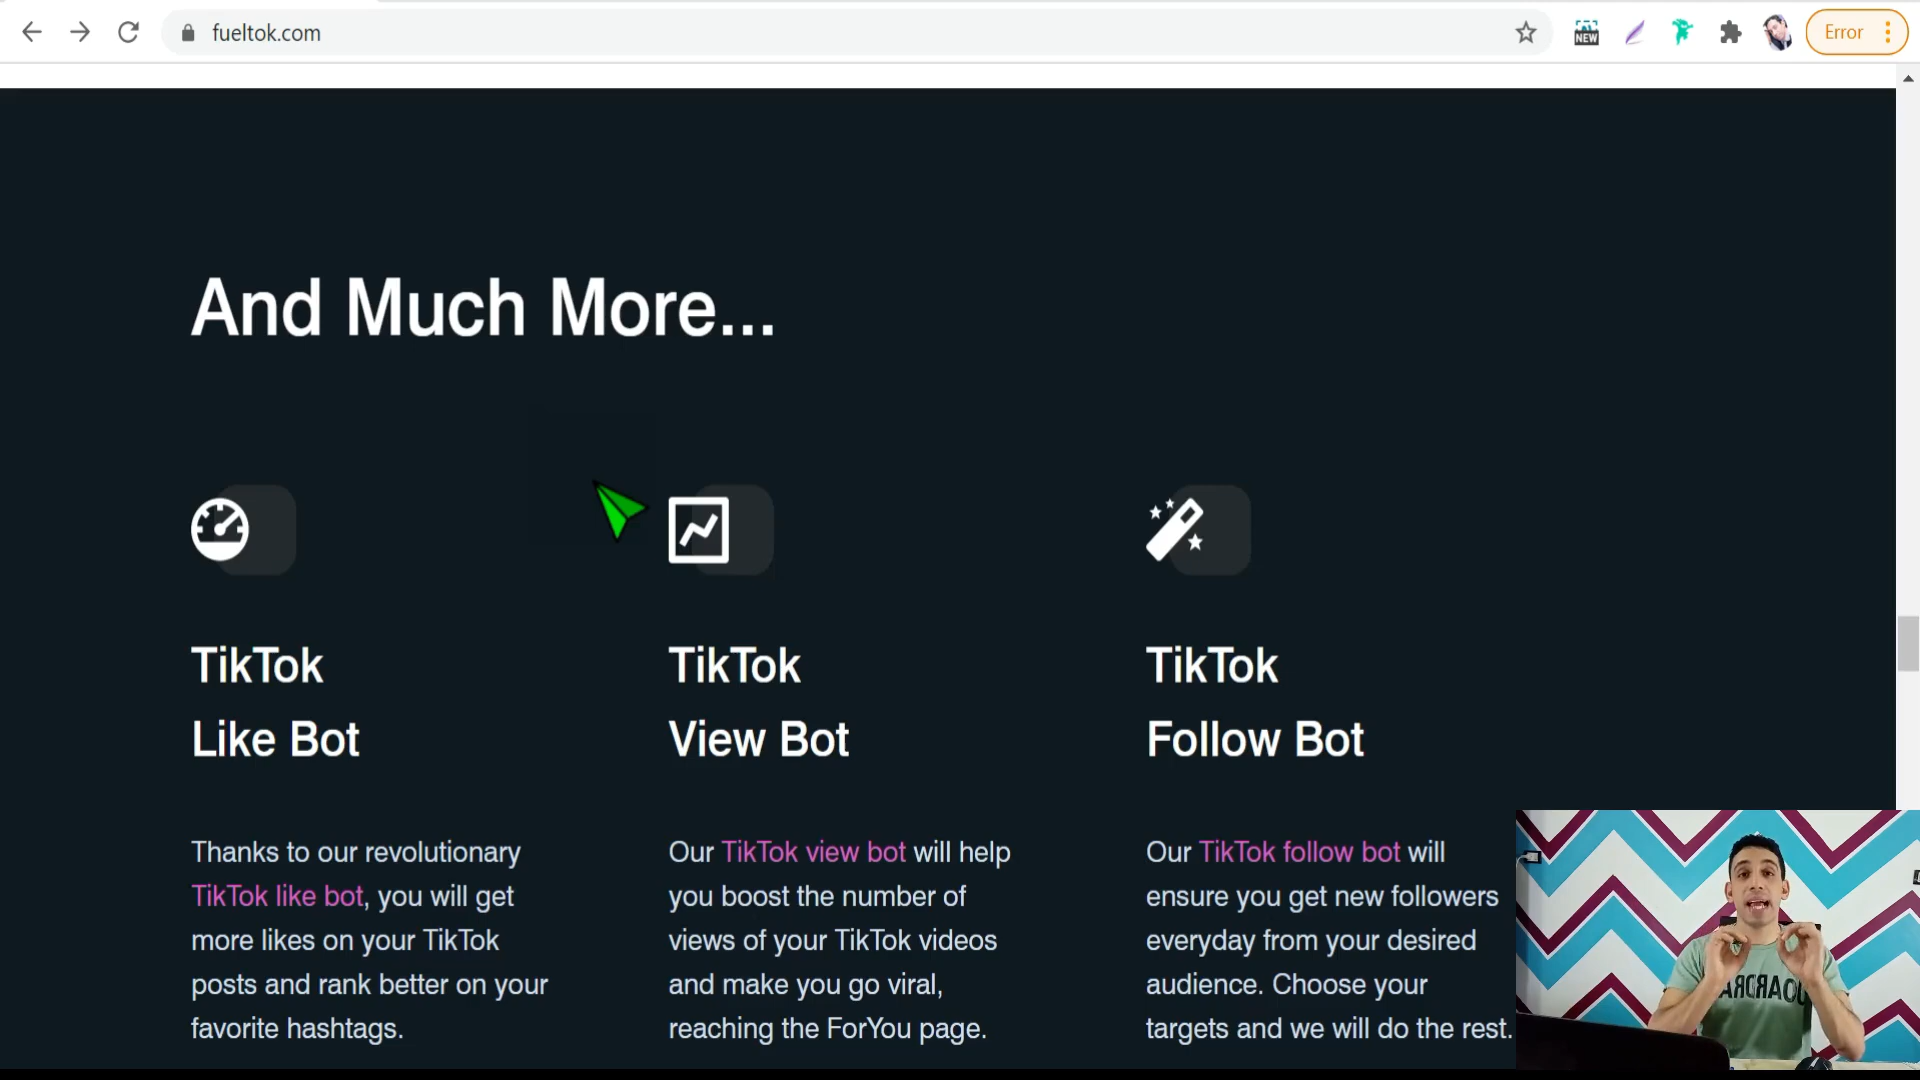 fueltok.com
NEW
Error
And Much More...
TikTok
Like Bot
Thanks to our revolutionary
TikTok like bot, you will get
more likes on your TikTok
posts and rank better on your
favorite hashtags.
TikTok
View Bot
Our TikTok view bot will help
you boost the number of
views of your TikTok videos
and make you go viral,
reaching the ForYou page.
TikTok
Follow Bot
Our TikTok follow bot will
ensure you get new followers
everyday from your desired
audience. Choose your
targets and we will do the rest.